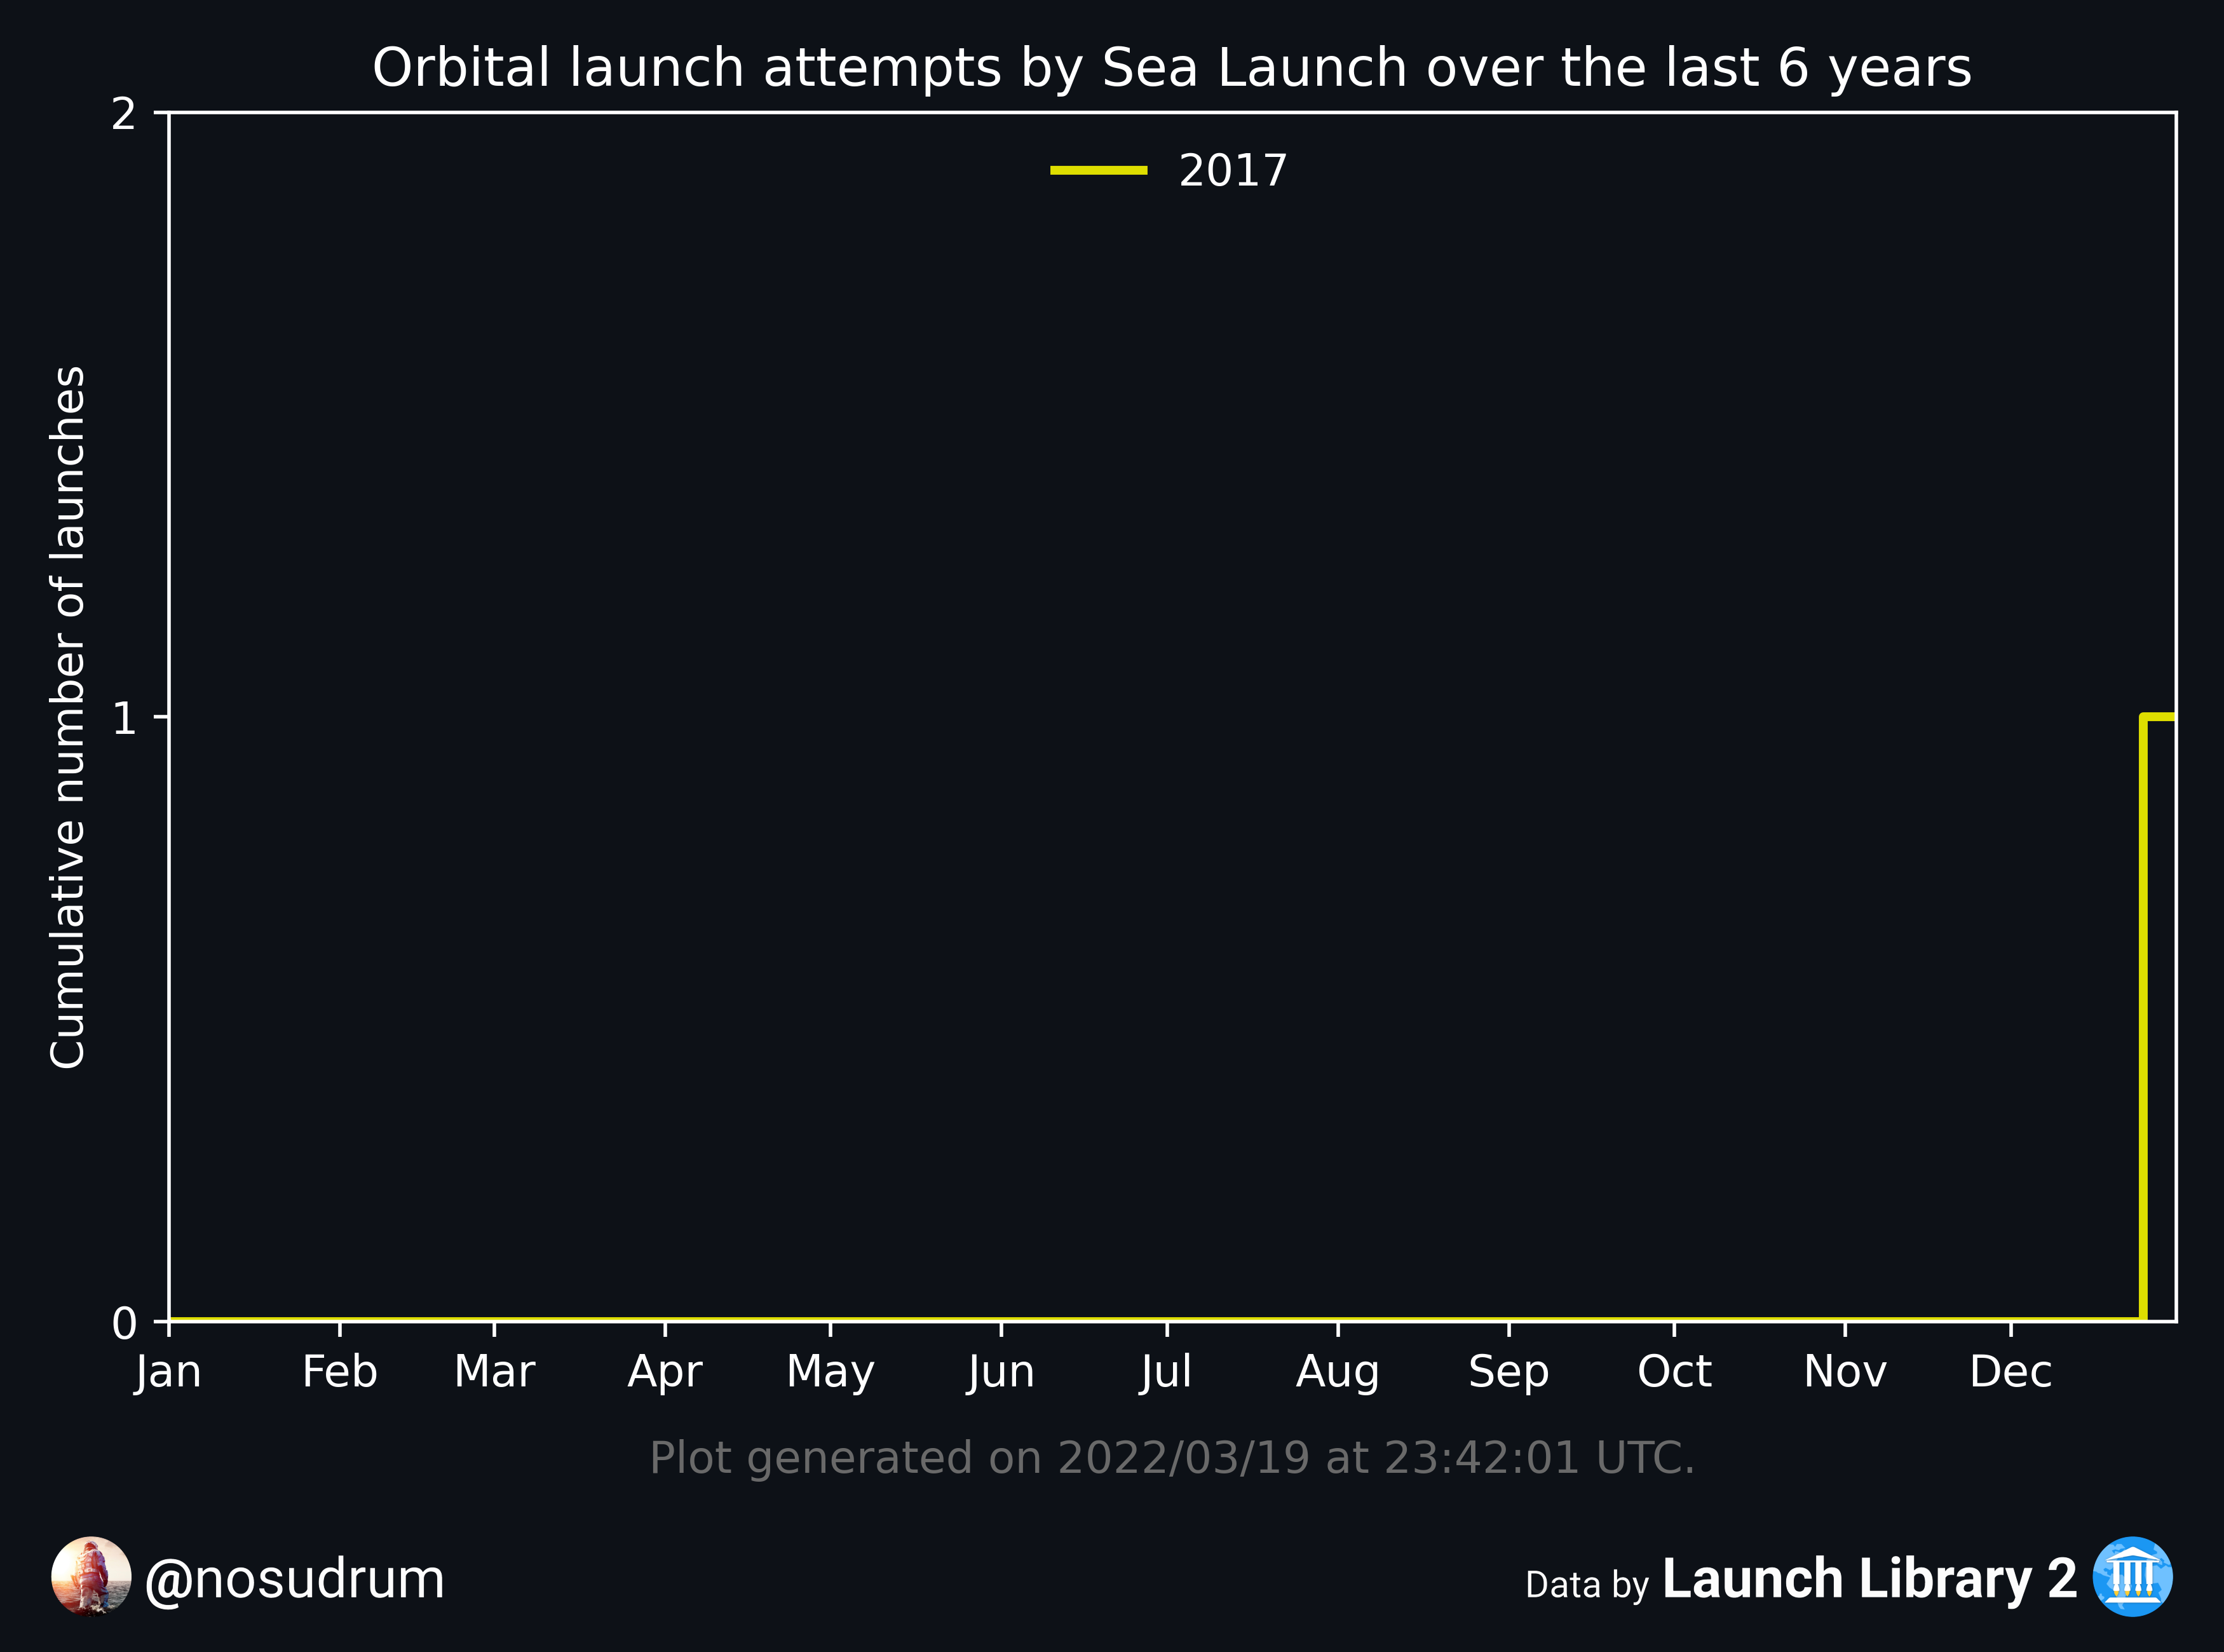 Orbital launch attempts by Sea Launch over the last 6 years
2
2017
Cumulative number of launches
1
0
Jan Feb Mar Apr May Jun Jul Aug Sep Oct Nov Dec
Plot generated on 2022/03/19 at 23:42:01 UTC.
@nosudrum
Data by Launch Library 2